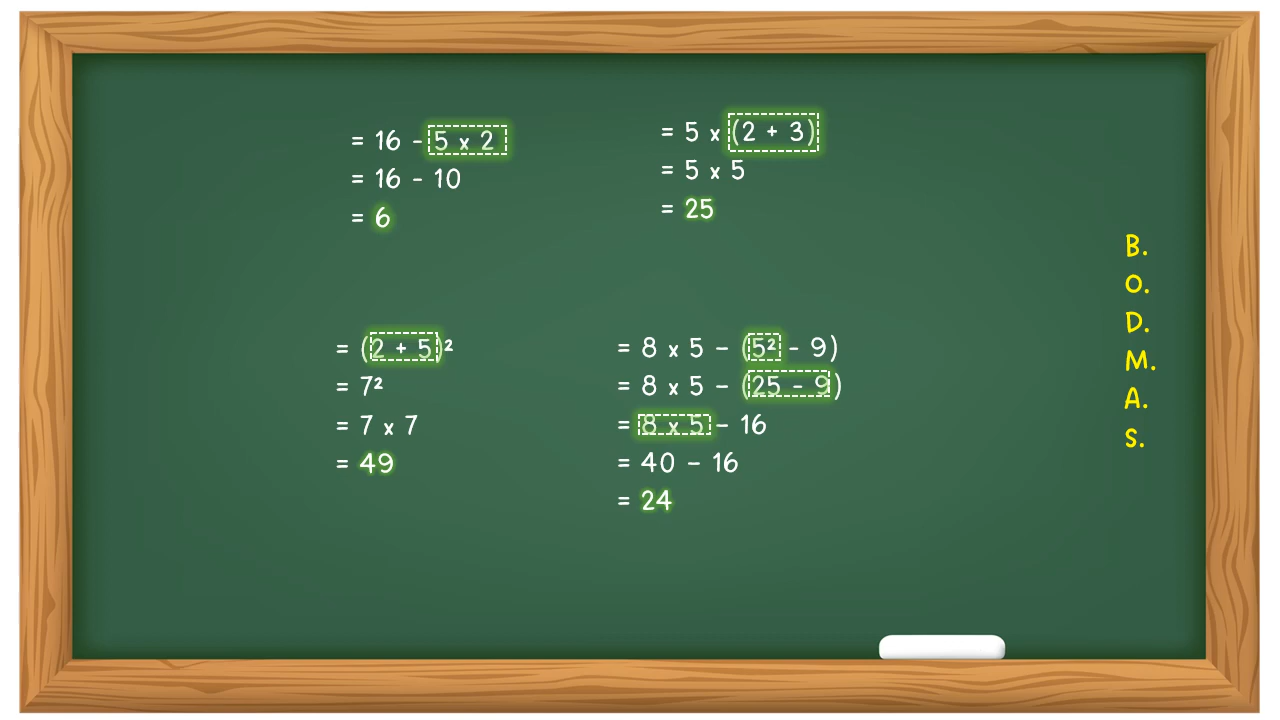 = 16 - 5 x 2
= 16 - 10
= 6
= 5 x (2 + 3)
= 5 x 5
= 25
= (2 + 5)²
= 7²
= 7 x 7
= 49
= 8 x 5 – (5² - 9)
= 8 x 5 – (25 - 9)
= 8 x 5 – 16
= 40 – 16
= 24
B.
O.
D.
M.
A.
S.